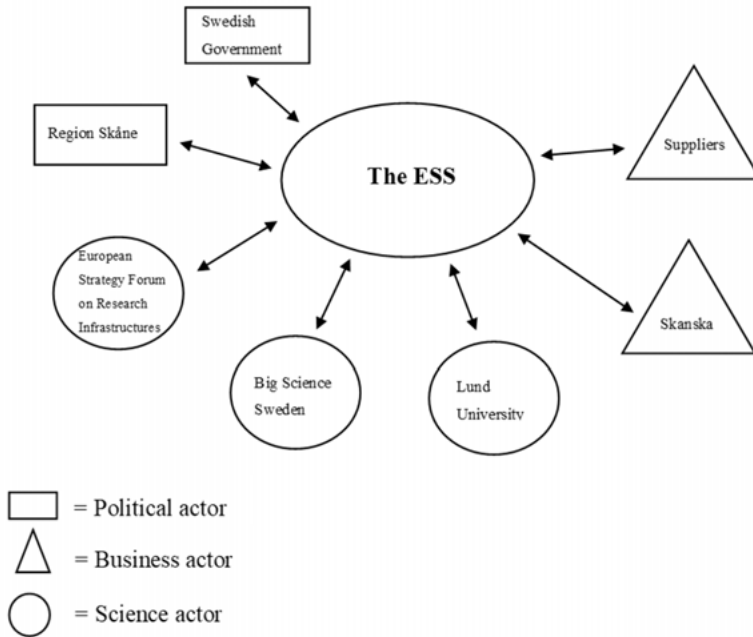 Swedish
Government
Region Skåne
The ESS
Suppliers
European
Strategy Forum
on Research
Infrastructures
Skanska
Big Science
Sweden
Lund
University
= Political actor
= Business actor
= Science actor